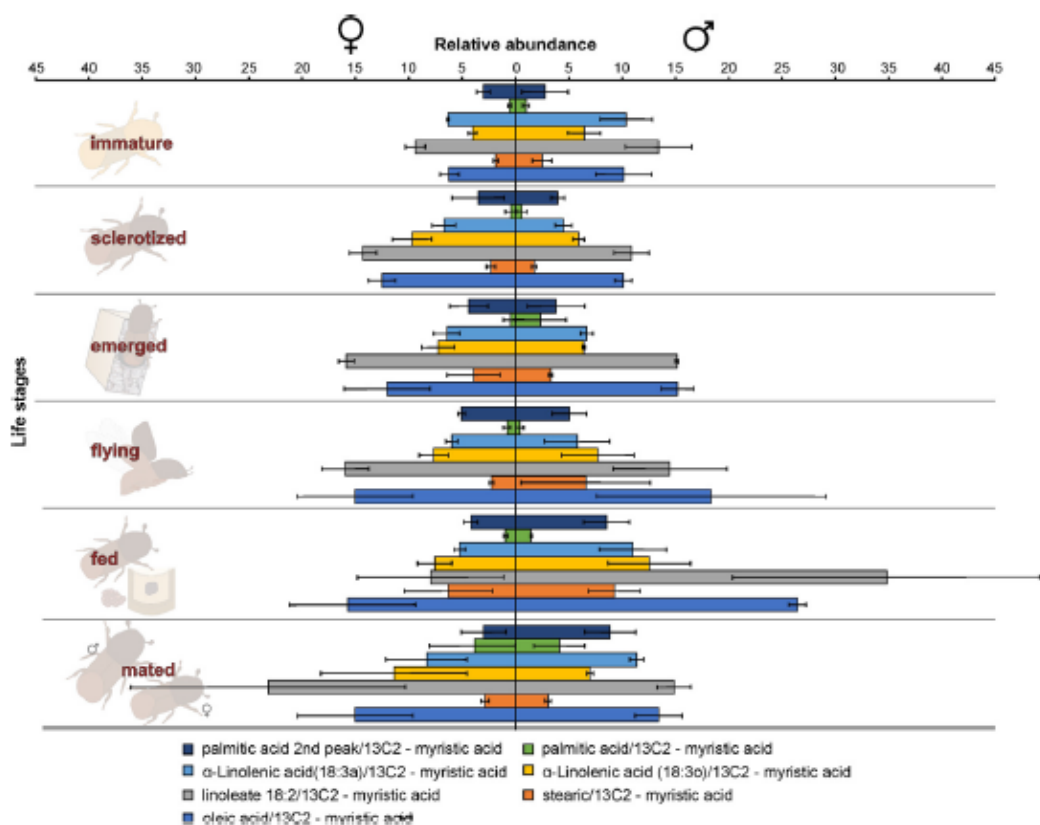 ♀ Relative abundance ♂
45 40 35 30 25 20 15 10 5 0 5 10 15 20 25 30 35 40 45
Life stages
immature
sclerotized
emerged
flying
fed
♂
mated
♀
palmitic acid 2nd peak/13C2 - myristic acid palmitic acid/13C2 - myristic acid
α-Linolenic acid(18:3a)/13C2 - myristic acid α-Linolenic acid (18:3o)/13C2 - myristic acid
linoleate 18:2/13C2 - myristic acid stearic/13C2 - myristic acid
oleic acid/13C2 - myristic acid